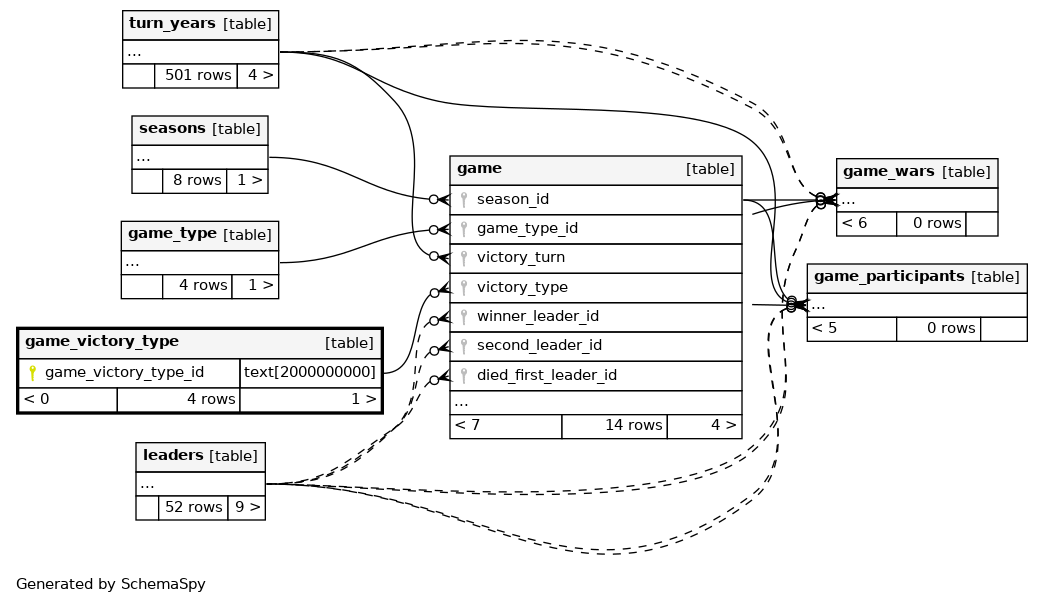 turn_years [table]
...
501 rows 4 >
seasons [table]
...
8 rows 1 >
game_type [table]
...
4 rows 1 >
game_victory_type [table]
game_victory_type_id text[2000000000]
< 0 4 rows 1 >
leaders [table]
...
52 rows 9 >
game [table]
season_id
game_type_id
victory_turn
victory_type
winner_leader_id
second_leader_id
died_first_leader_id
...
< 7 14 rows 4 >
game_wars [table]
...
< 6 0 rows
game_participants [table]
...
< 5 0 rows
Generated by SchemaSpy